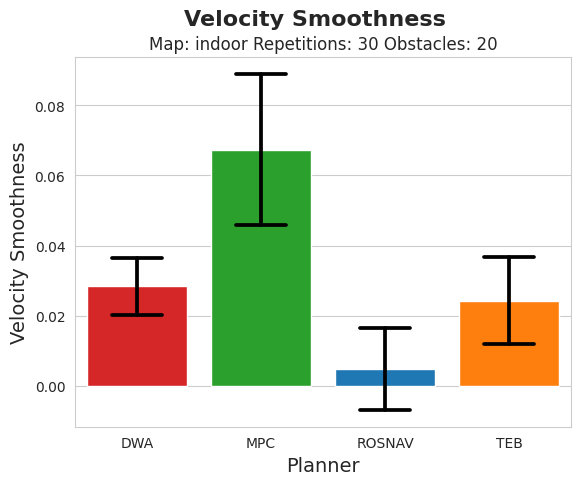 Velocity Smoothness
Map: indoor Repetitions: 30 Obstacles: 20
Velocity Smoothness
0.08
0.06
0.04
0.02
0.00
DWA
MPC
ROSNAV
TEB
Planner